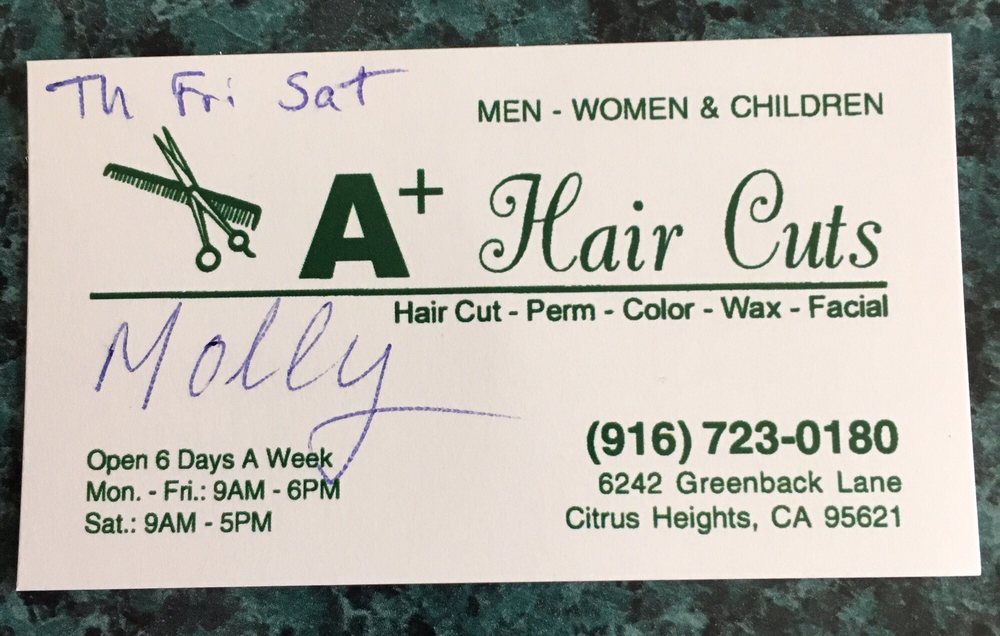 Th Fri Sat
MEN - WOMEN & CHILDREN
A+ Hair Cuts
Hair Cut - Perm - Color - Wax - Facial
Molly
Open 6 Days A Week
Mon. - Fri.: 9AM - 6PM
Sat.: 9AM - 5PM
(916) 723-0180
6242 Greenback Lane
Citrus Heights, CA 95621